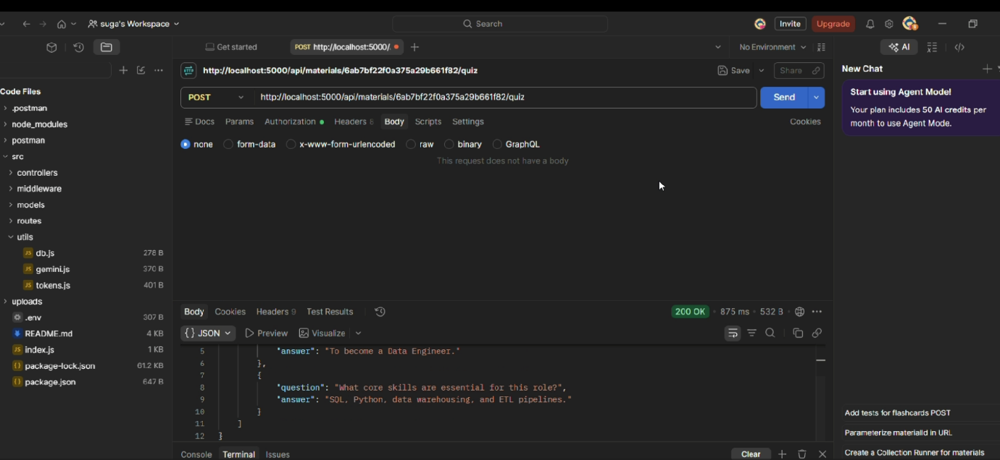 suga's Workspace
Search
Invite
Upgrade
Get started
POST http://localhost:5000/.
No Environment
AI
http://localhost:5000/api/materials/6ab7bf22f0a375a29b661f82/quiz
Save
Share
New Chat
Code Files
.postman
node_modules
postman
src
controllers
middleware
models
routes
utils
JS db.js 278 B
JS gemini.js 370 B
JS tokens.js 401 B
uploads
.env 307 B
README.md 4 KB
JS index.js 1 KB
package-lock.json 61.2 KB
package.json 647 B
POST http://localhost:5000/api/materials/6ab7bf22f0a375a29b661f82/quiz
Send
Docs Params Authorization Headers 8 Body Scripts Settings Cookies
none form-data x-www-form-urlencoded raw binary GraphQL
This request does not have a body
Body Cookies Headers 9 Test Results 200 OK • 875 ms • 532 B
{ } JSON Preview Visualize
5 "answer": "To become a Data Engineer."
6 },
7 {
8 "question": "What core skills are essential for this role?",
9 "answer": "SQL, Python, data warehousing, and ETL pipelines."
10 }
11 ]
12 }
Console Terminal Issues Clear
Start using Agent Mode!
Your plan includes 50 AI credits per
month to use Agent Mode.
Add tests for flashcards POST
Parameterize materialId in URL
Create a Collection Runner for materials